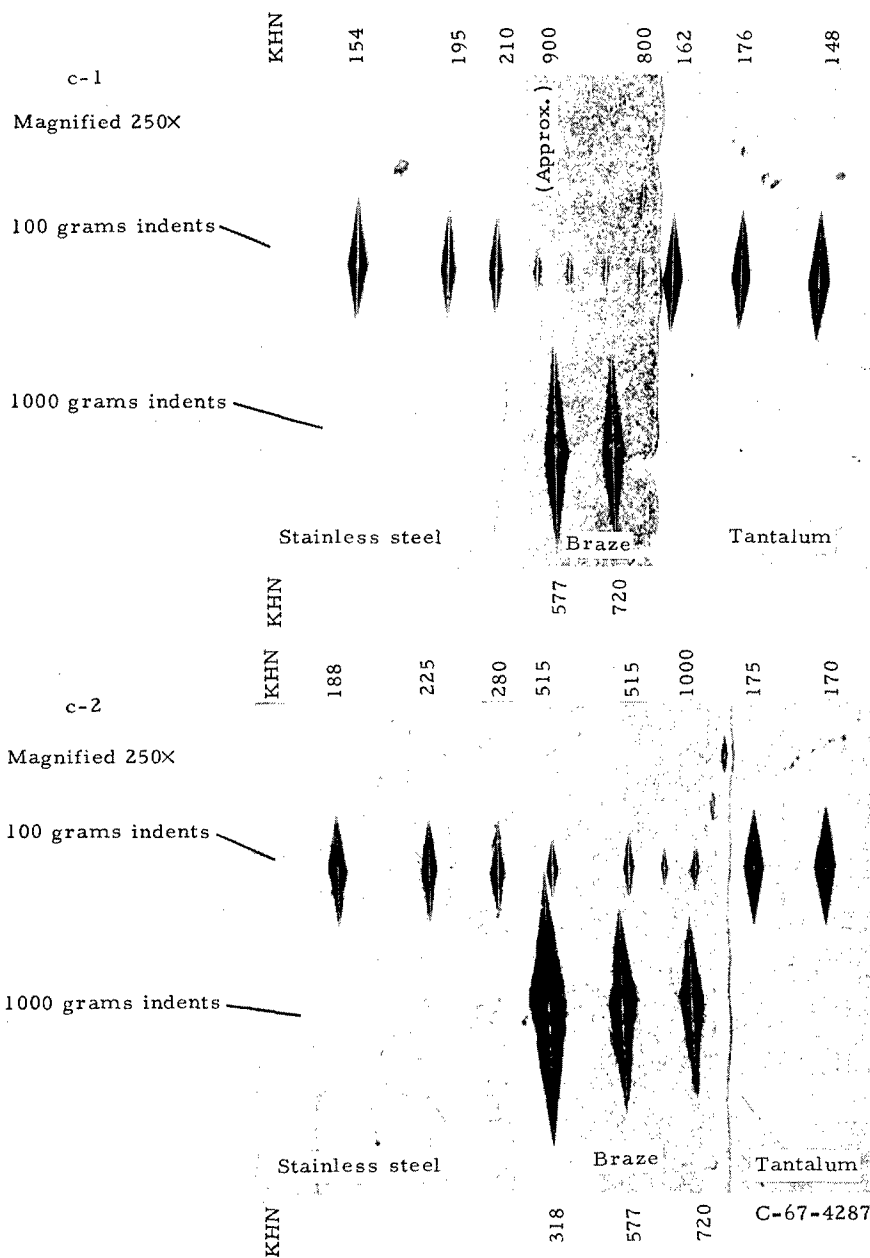 KHN 154 195 210 900 800 162 176 148
c-1
(Approx.)
Magnified 250X
100 grams indents
1000 grams indents
Stainless steel Braze Tantalum
KHN 577 720
KHN 188 225 280 515 515 1000 175 170
c-2
Magnified 250X
100 grams indents
1000 grams indents
Stainless steel Braze Tantalum
KHN 318 577 720 C-67-4287